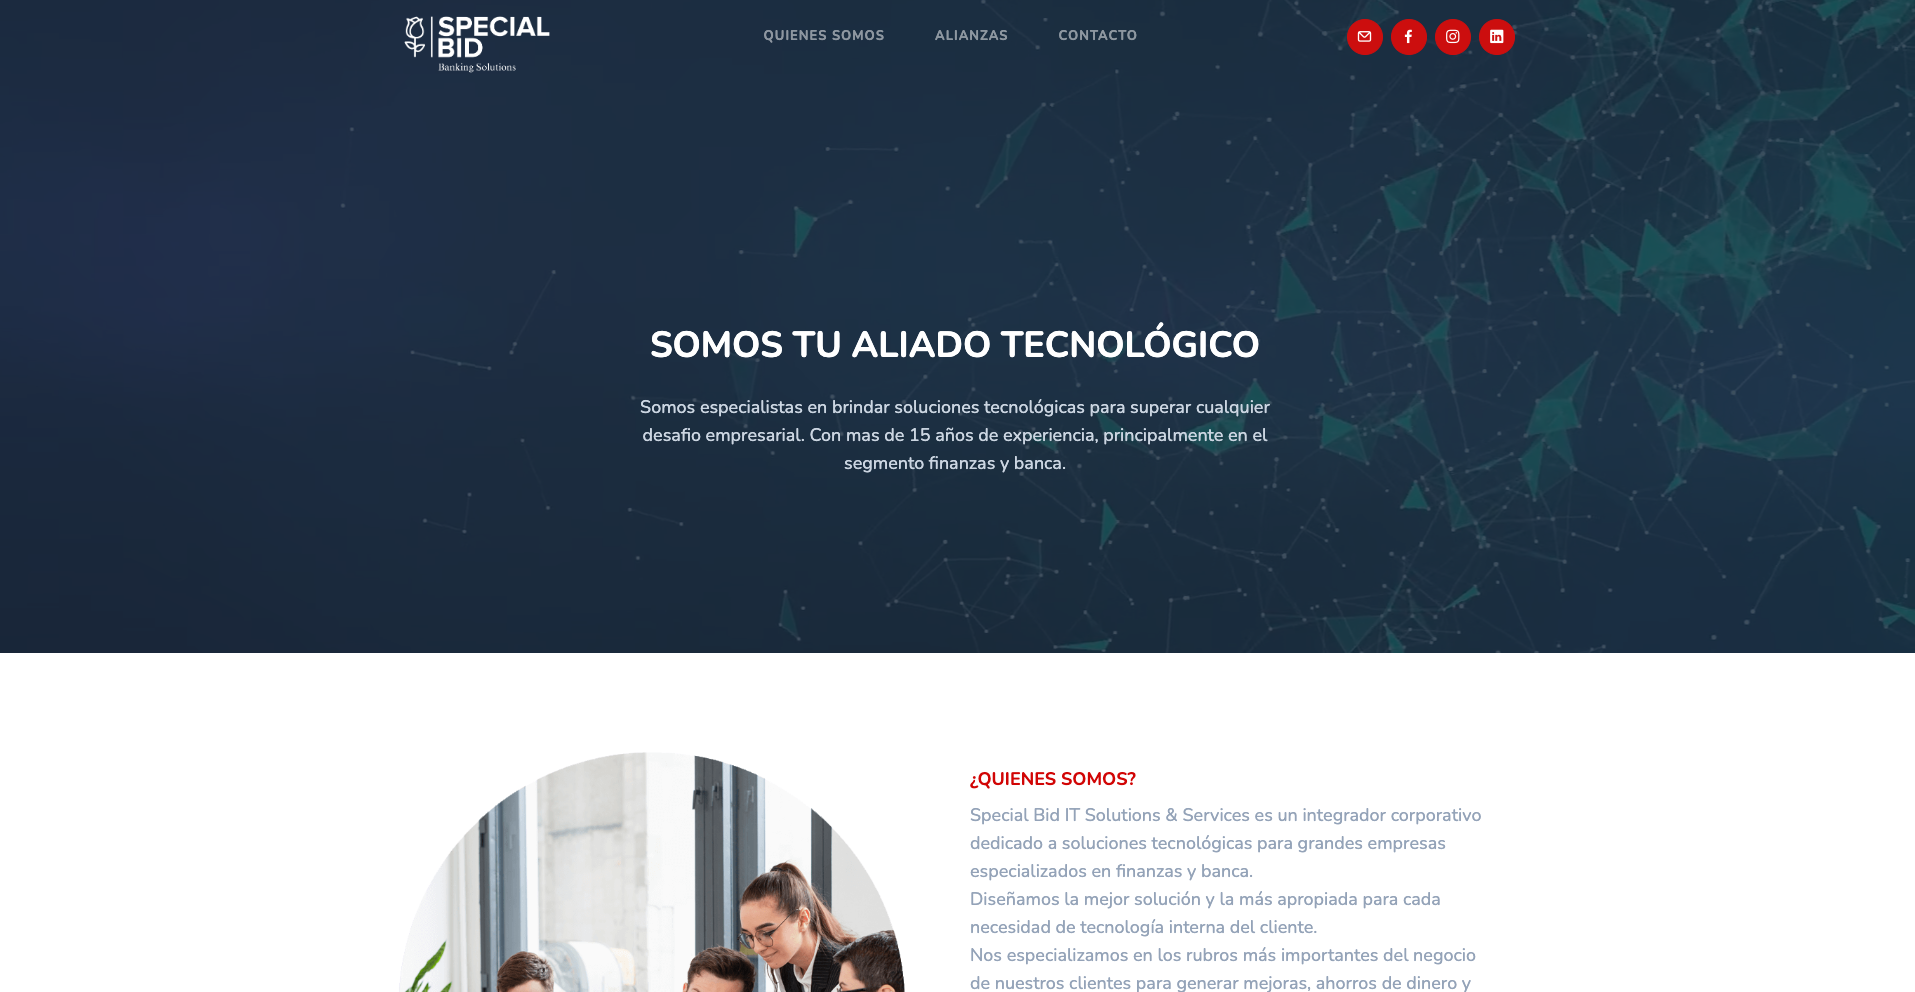 SPECIAL
BID
Banking Solutions
QUIENES SOMOS
ALIANZAS
CONTACTO
SOMOS TU ALIADO TECNOLÓGICO
Somos especialistas en brindar soluciones tecnológicas para superar cualquier
desafio empresarial. Con mas de 15 años de experiencia, principalmente en el
segmento finanzas y banca.
¿QUIENES SOMOS?
Special Bid IT Solutions & Services es un integrador corporativo
dedicado a soluciones tecnológicas para grandes empresas
especializados en finanzas y banca.
Diseñamos la mejor solución y la más apropiada para cada
necesidad de tecnología interna del cliente.
Nos especializamos en los rubros más importantes del negocio
de nuestros clientes para generar mejoras, ahorros de dinero y